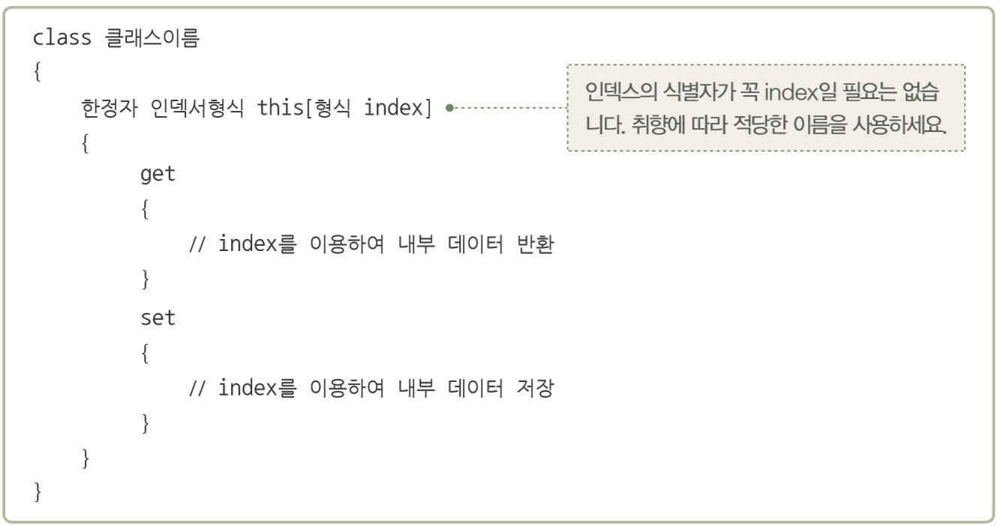 class 클래스이름
{
한정자 인덱서형식 this[형식 index]
인덱스의 식별자가 꼭 index일 필요는 없습
니다. 취향에 따라 적당한 이름을 사용하세요.
{
get
{
// index를 이용하여 내부 데이터 반환
}
set
{
// index를 이용하여 내부 데이터 저장
}
}
}